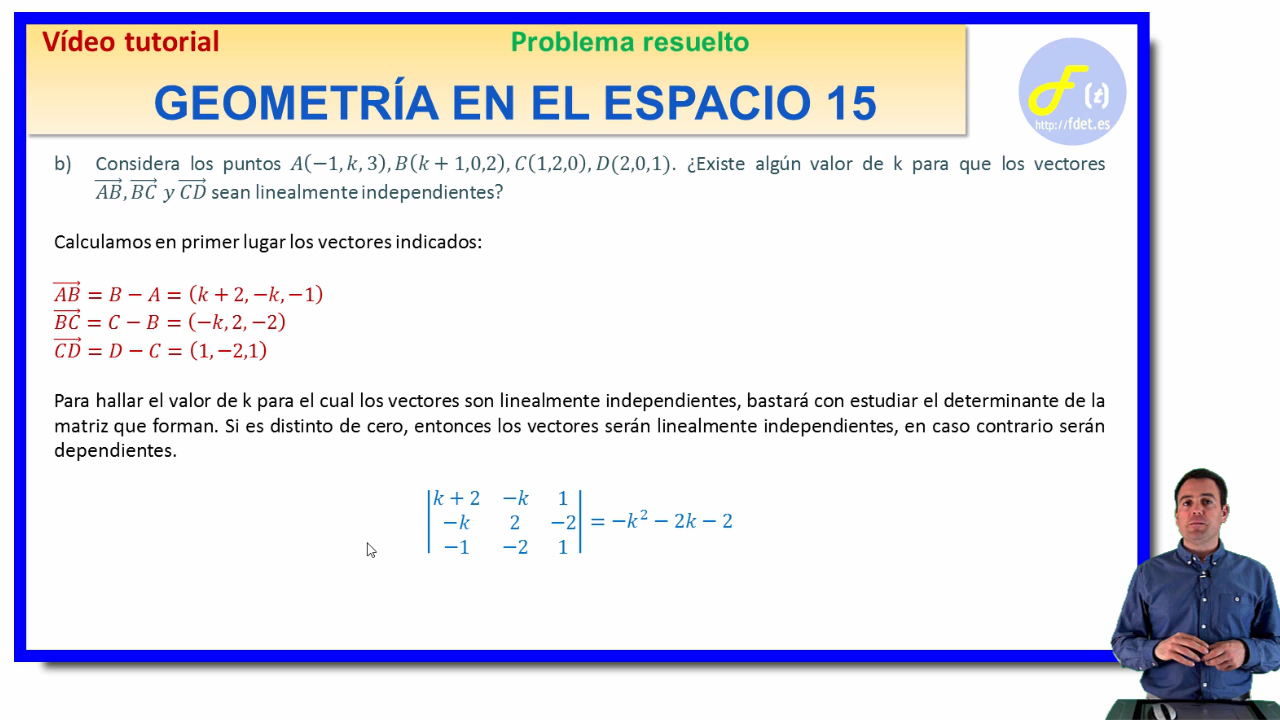 Vídeo tutorial
Problema resuelto
GEOMETRÍA EN EL ESPACIO 15
F (t)
http://fdet.es
b) Considera los puntos A(−1, k, 3), B(k + 1,0,2), C(1,2,0), D(2,0,1). ¿Existe algún valor de k para que los vectores
AB⃗, BC⃗ y CD⃗ sean linealmente independientes?
Calculamos en primer lugar los vectores indicados:
AB⃗ = B − A = (k + 2, −k, −1)
BC⃗ = C − B = (−k, 2, −2)
CD⃗ = D − C = (1, −2,1)
Para hallar el valor de k para el cual los vectores son linealmente independientes, bastará con estudiar el determinante de la
matriz que forman. Si es distinto de cero, entonces los vectores serán linealmente independientes, en caso contrario serán
dependientes.
|k + 2 −k 1|
|−k 2 −2| = −k² − 2k − 2
|−1 −2 1|